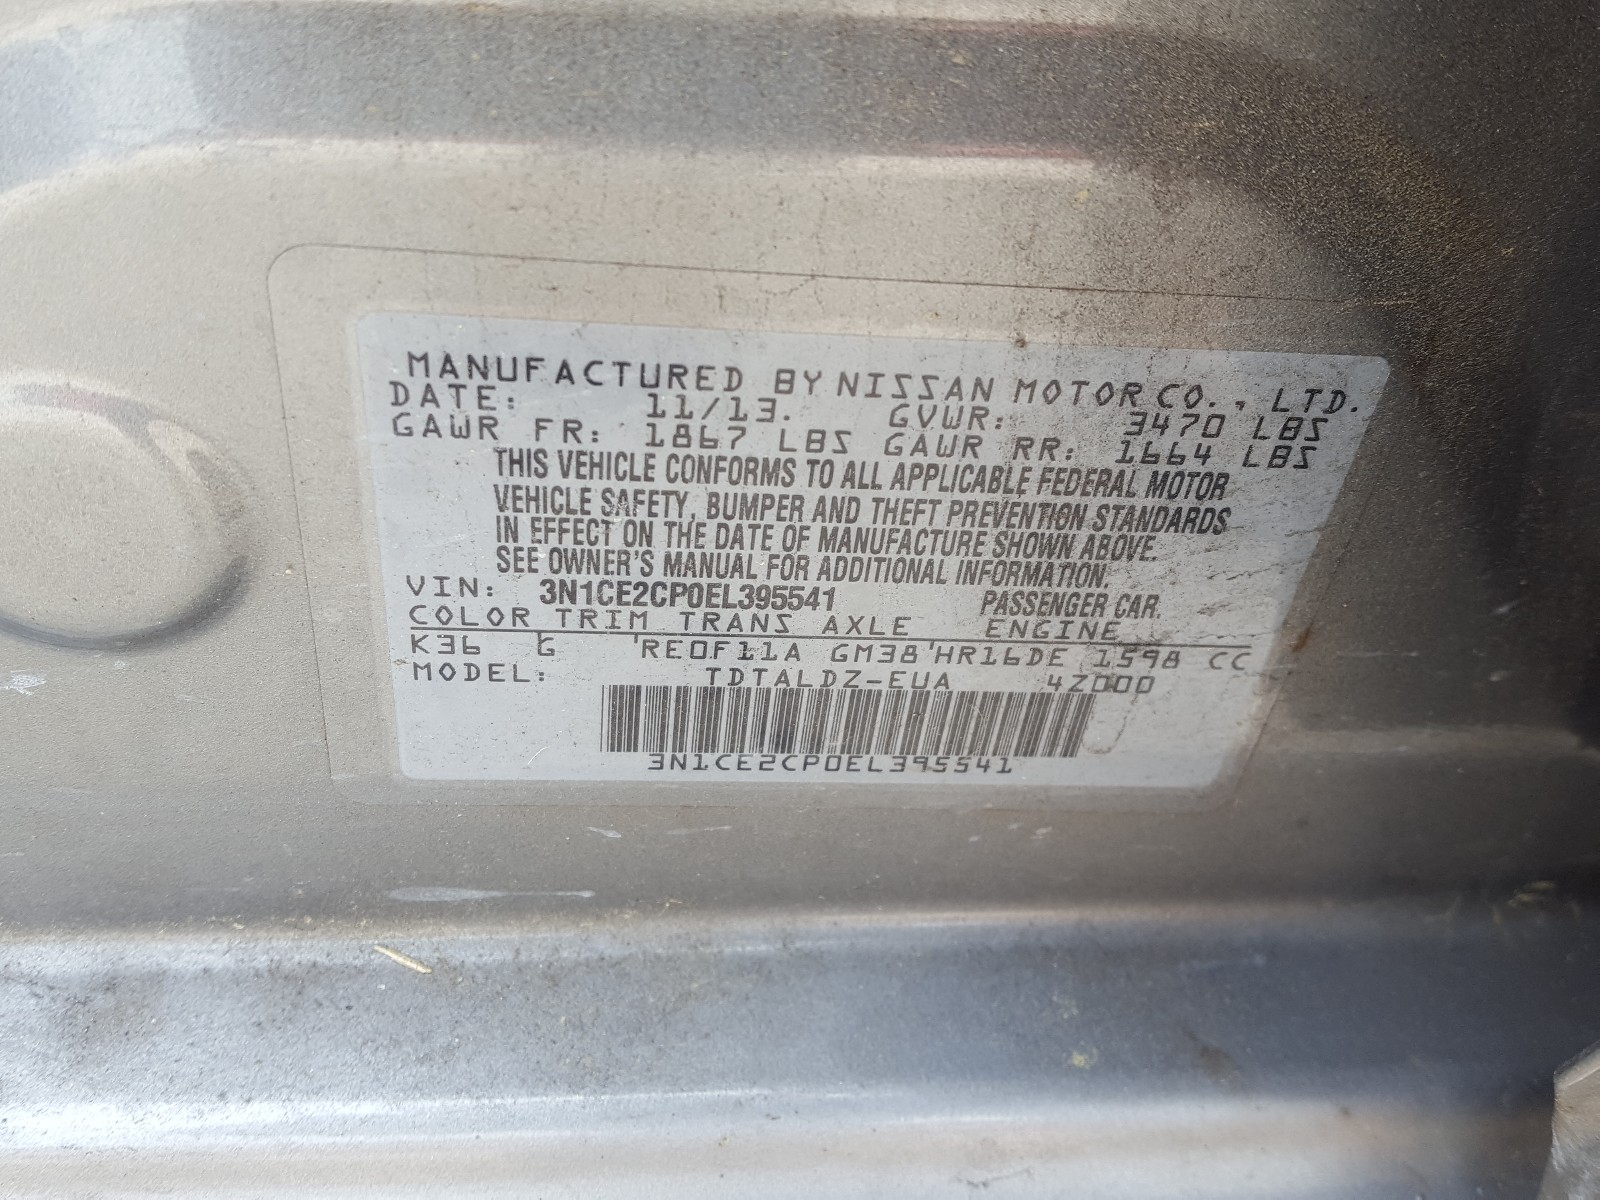 MANUFACTURED BY NISSAN MOTOR CO., LTD.
DATE: 11/13. GVWR: 3470 LBS
GAWR FR: 1867 LBS GAWR RR: 1664 LBS
THIS VEHICLE CONFORMS TO ALL APPLICABLE FEDERAL MOTOR
VEHICLE SAFETY, BUMPER AND THEFT PREVENTION STANDARDS
IN EFFECT ON THE DATE OF MANUFACTURE SHOWN ABOVE.
SEE OWNER'S MANUAL FOR ADDITIONAL INFORMATION.
VIN: 3N1CE2CP0EL395541 PASSENGER CAR.
COLOR TRIM TRANS AXLE ENGINE
K36 G 'RE0F11A GM38'HR16DE 1598 CC
MODEL: TDTALDZ-EUA 4Z000
3N1CE2CP0EL395541